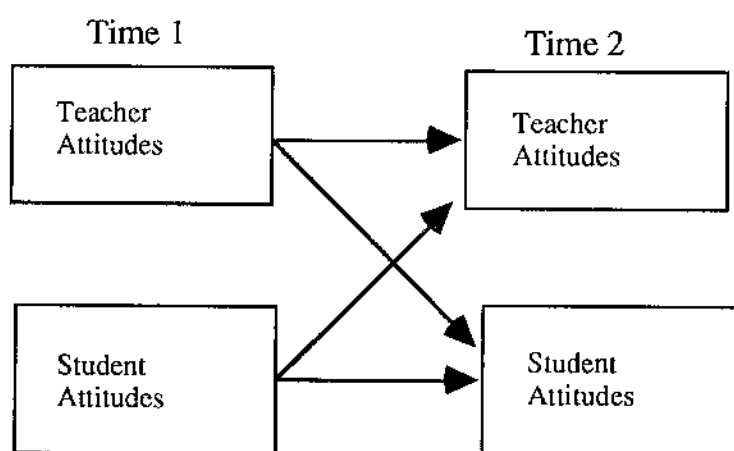 Time 1
Time 2
Teacher
Attitudes
Teacher
Attitudes
Student
Attitudes
Student
Attitudes